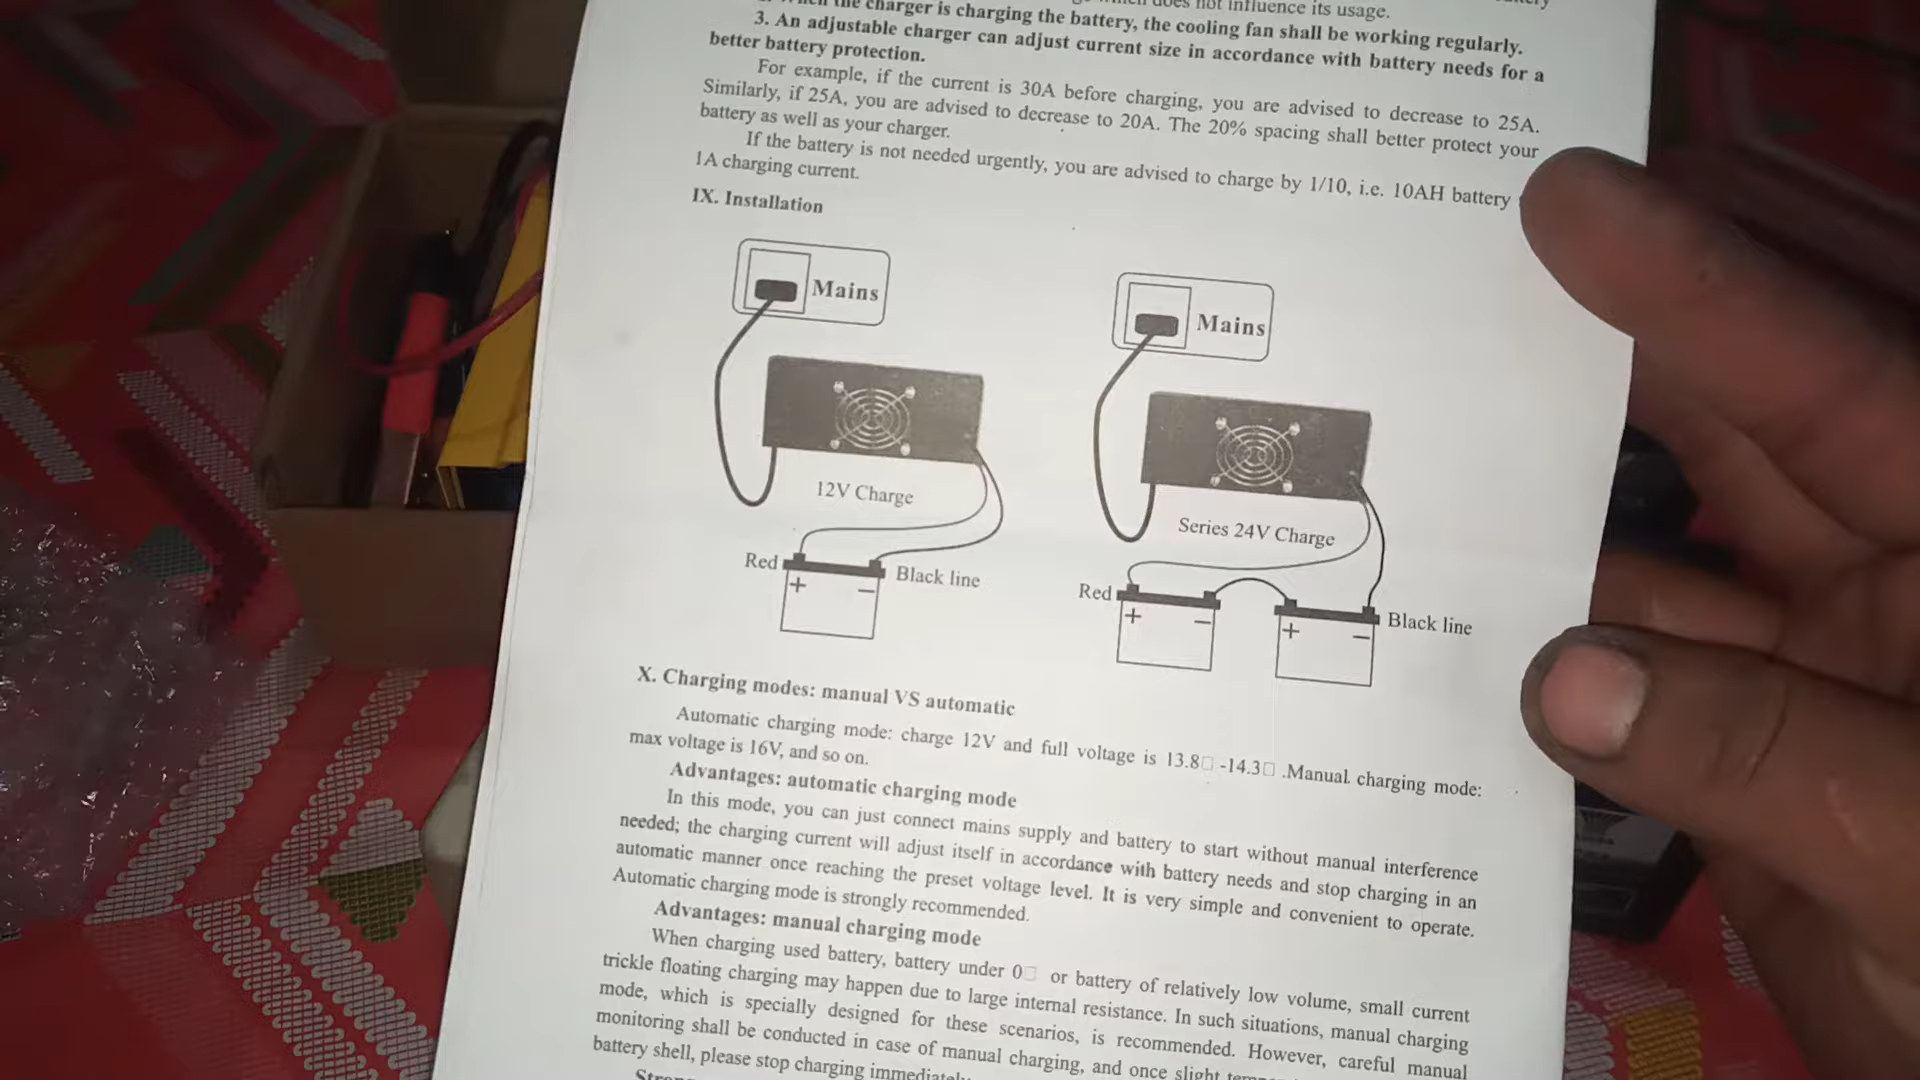 does not influence its usage.
the charger is charging the battery, the cooling fan shall be working regularly.
3. An adjustable charger can adjust current size in accordance with battery needs for a
better battery protection.
For example, if the current is 30A before charging, you are advised to decrease to 25A.
Similarly, if 25A, you are advised to decrease to 20A. The 20% spacing shall better protect your
battery as well as your charger.
If the battery is not needed urgently, you are advised to charge by 1/10, i.e. 10AH battery
1A charging current.
IX. Installation
Mains
Mains
12V Charge
Series 24V Charge
Red
Black line
+ −
Red
+ −
+ −
Black line
X. Charging modes: manual VS automatic
Automatic charging mode: charge 12V and full voltage is 13.8□ -14.3□ .Manual charging mode:
max voltage is 16V, and so on.
Advantages: automatic charging mode
In this mode, you can just connect mains supply and battery to start without manual interference
needed; the charging current will adjust itself in accordance with battery needs and stop charging in an
automatic manner once reaching the preset voltage level. It is very simple and convenient to operate.
Automatic charging mode is strongly recommended.
Advantages: manual charging mode
When charging used battery, battery under 0□ or battery of relatively low volume, small current
trickle floating charging may happen due to large internal resistance. In such situations, manual charging
mode, which is specially designed for these scenarios, is recommended. However, careful manual
monitoring shall be conducted in case of manual charging, and once slight
battery shell, please stop charging immediately